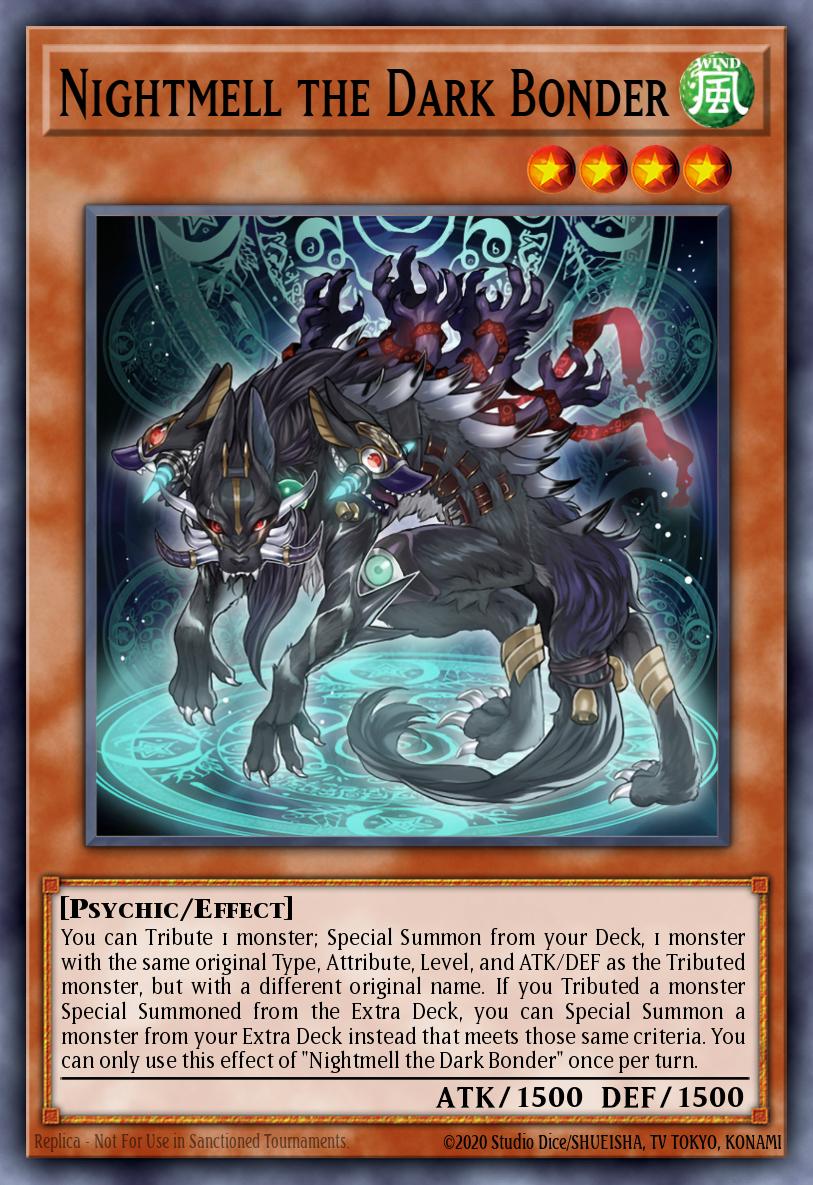 Nightmell the Dark Bonder
WIND
風
[Psychic/Effect]
You can Tribute 1 monster; Special Summon from your Deck, 1 monster
with the same original Type, Attribute, Level, and ATK/DEF as the Tributed
monster, but with a different original name. If you Tributed a monster
Special Summoned from the Extra Deck, you can Special Summon a
monster from your Extra Deck instead that meets those same criteria. You
can only use this effect of "Nightmell the Dark Bonder" once per turn.
ATK/1500 DEF/1500
Replica - Not For Use in Sanctioned Tournaments.
©2020 Studio Dice/SHUEISHA, TV TOKYO, KONAMI